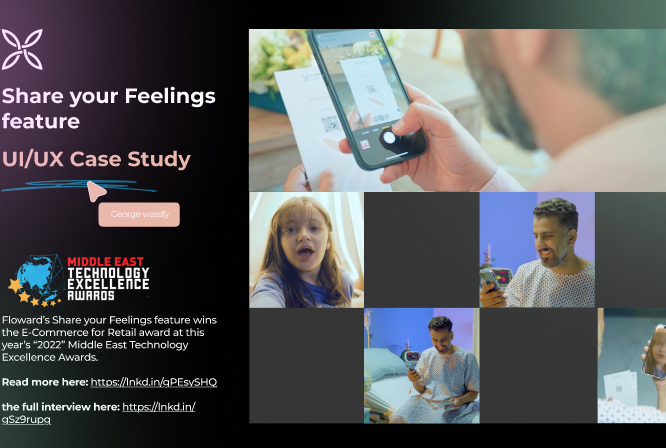 Share your Feelings
feature
UI/UX Case Study
George wassfy
MIDDLE EAST
TECHNOLOGY
EXCELLENCE
AWARDS
Floward's Share your Feelings feature wins
the E-Commerce for Retail award at this
year's "2022" Middle East Technology
Excellence Awards.
Read more here: https://lnkd.in/qPEsySHQ
the full interview here: https://lnkd.in/
gSz9rupq